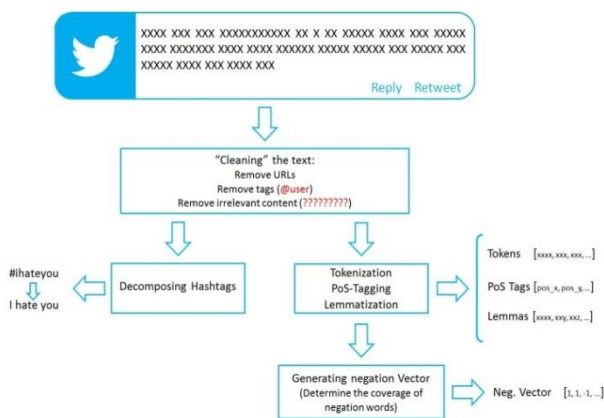 XXXX XXX XXX XXXXXXXXXXX XX X XX XXXXX XXXX XXX XXXXX
XXXX XXXXXXX XXXX XXXX XXXXXX XXXXX XXXXX XXX XXXXX XXX
XXXXX XXXX XXX XXXX XXX
Reply Retweet
“Cleaning” the text:
Remove URLs
Remove tags (@user)
Remove irrelevant content (?????????)
#ihateyou
I hate you
Decomposing Hashtags
Tokenization
PoS-Tagging
Lemmatization
Tokens [xxxx, xxx, xxx, ...]
PoS Tags [pos_x, pos_y, ...]
Lemmas [xxxx, xxy, xxz, ...]
Generating negation Vector
(Determine the coverage of
negation words)
Neg. Vector [1, 1, -1, ...]